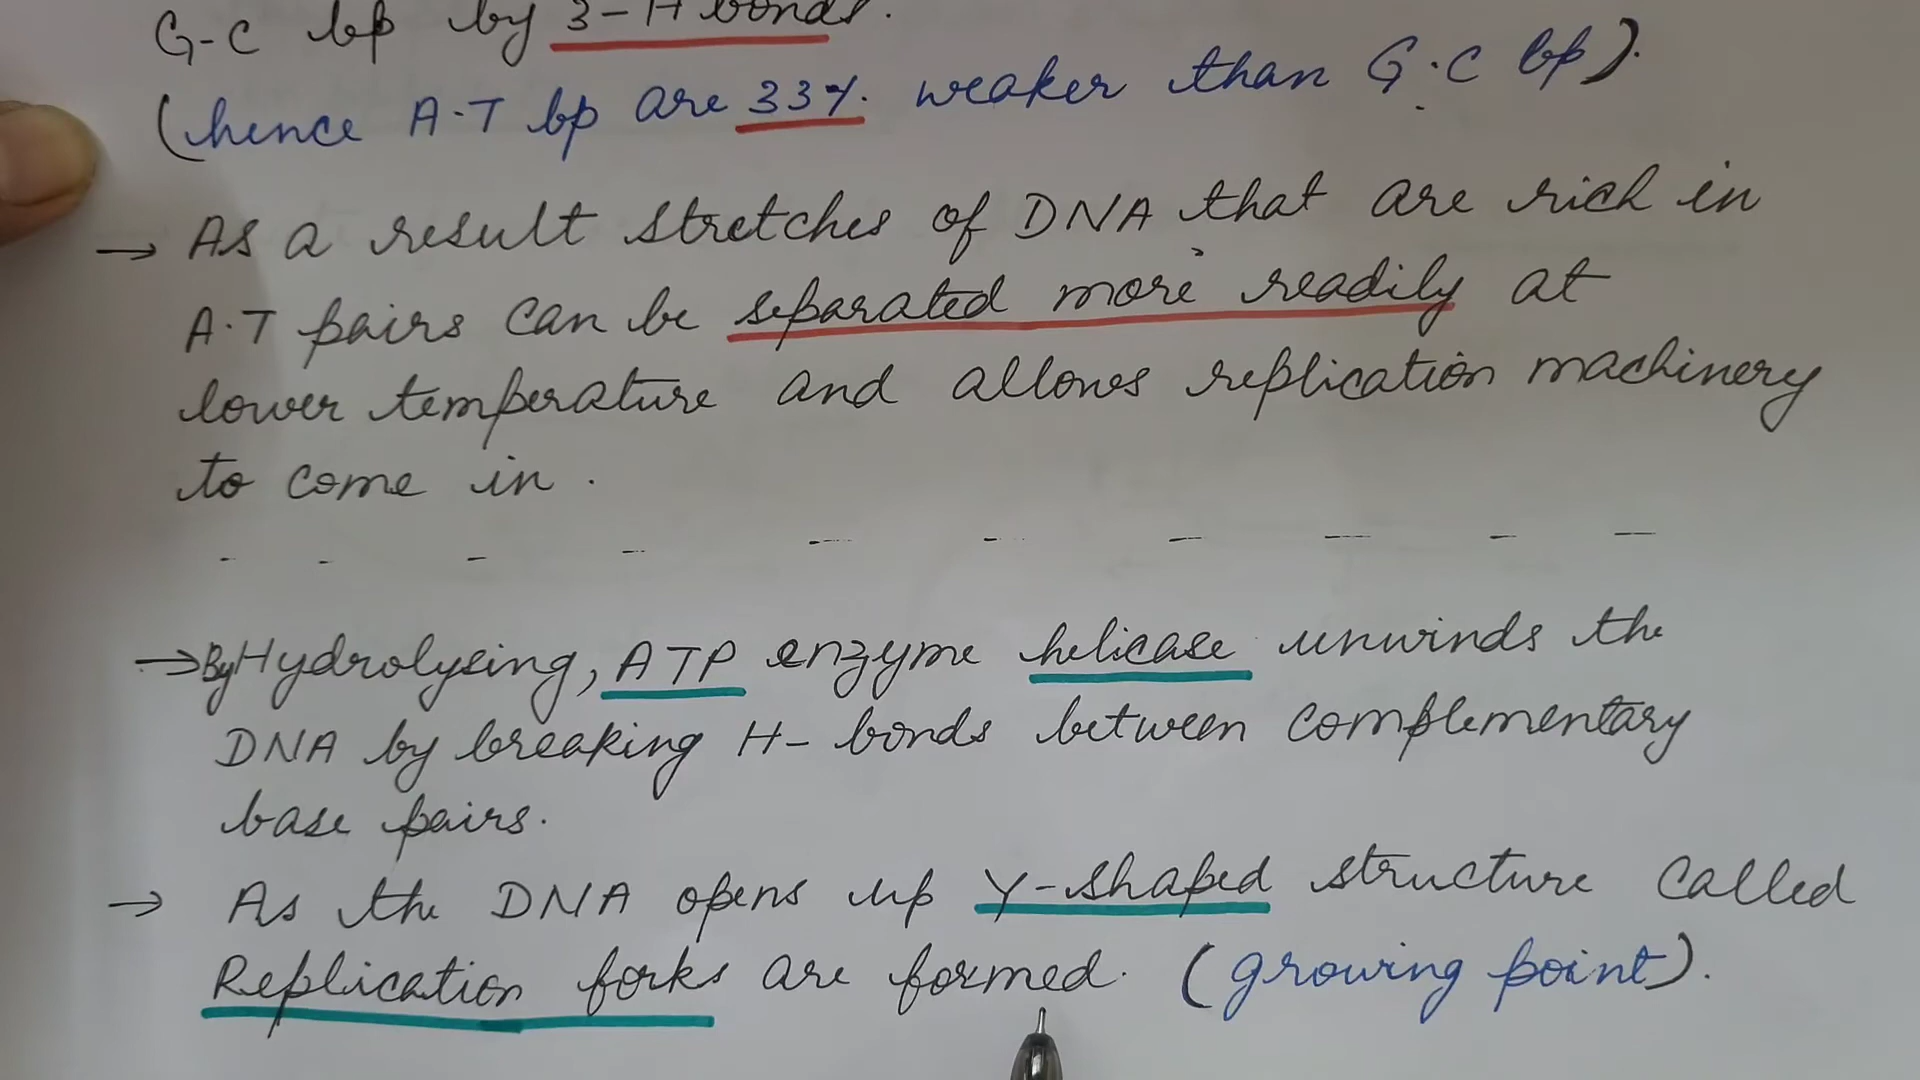 G-C bp by 3-H bonds.
(hence A.T bp are 33%. weaker than G.C bp).
→ As a result stretches of DNA that are rich in
A.T pairs can be separated more readily at
lower temperature and allows replication machinery
to come in.
→ By Hydrolysing, ATP enzyme helicase unwinds the
DNA by breaking H- bonds between complementary
base pairs.
→ As the DNA opens up Y-shaped structure called
Replication forks are formed. (growing point).